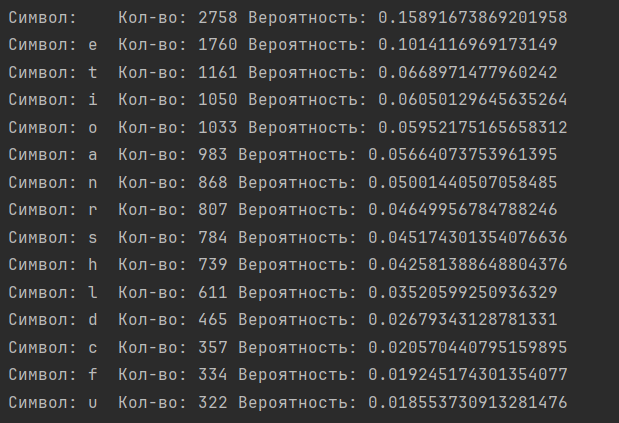 Символ:   Кол-во: 2758 Вероятность: 0.15891673869201958
Символ: e Кол-во: 1760 Вероятность: 0.1014116969173149
Символ: t Кол-во: 1161 Вероятность: 0.0668971477960242
Символ: i Кол-во: 1050 Вероятность: 0.06050129645635264
Символ: o Кол-во: 1033 Вероятность: 0.05952175165658312
Символ: a Кол-во: 983 Вероятность: 0.05664073753961395
Символ: n Кол-во: 868 Вероятность: 0.05001440507058485
Символ: r Кол-во: 807 Вероятность: 0.04649956784788246
Символ: s Кол-во: 784 Вероятность: 0.045174301354076636
Символ: h Кол-во: 739 Вероятность: 0.042581388648804376
Символ: l Кол-во: 611 Вероятность: 0.03520599250936329
Символ: d Кол-во: 465 Вероятность: 0.02679343128781331
Символ: c Кол-во: 357 Вероятность: 0.020570440795159895
Символ: f Кол-во: 334 Вероятность: 0.019245174301354077
Символ: u Кол-во: 322 Вероятность: 0.018553730913281476